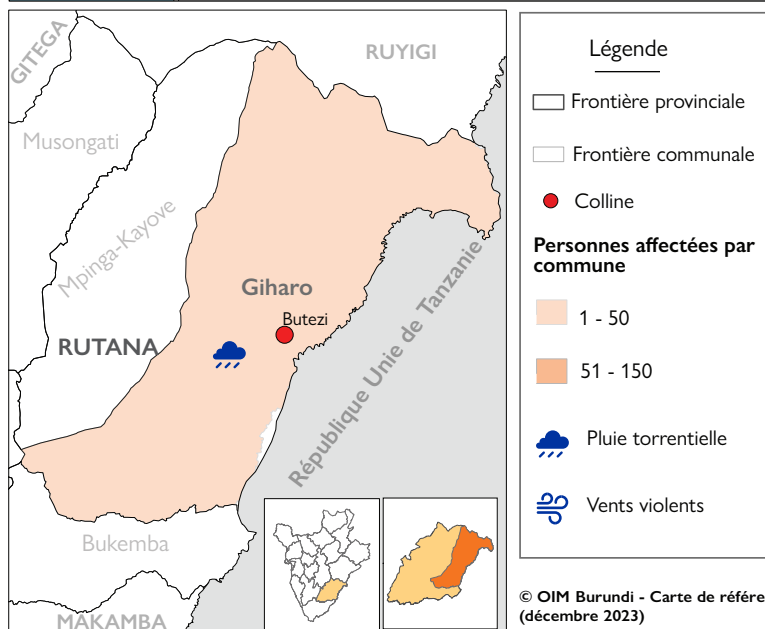 GITEGA
RUYIGI
Musongati
Mpinga-Kayove
Giharo
Butezi
RUTANA
République Unie de Tanzanie
Bukemba
MAKAMBA
Légende
Frontière provinciale
Frontière communale
Colline
Personnes affectées par
commune
1 - 50
51 - 150
Pluie torrentielle
Vents violents
© OIM Burundi - Carte de référe
(décembre 2023)